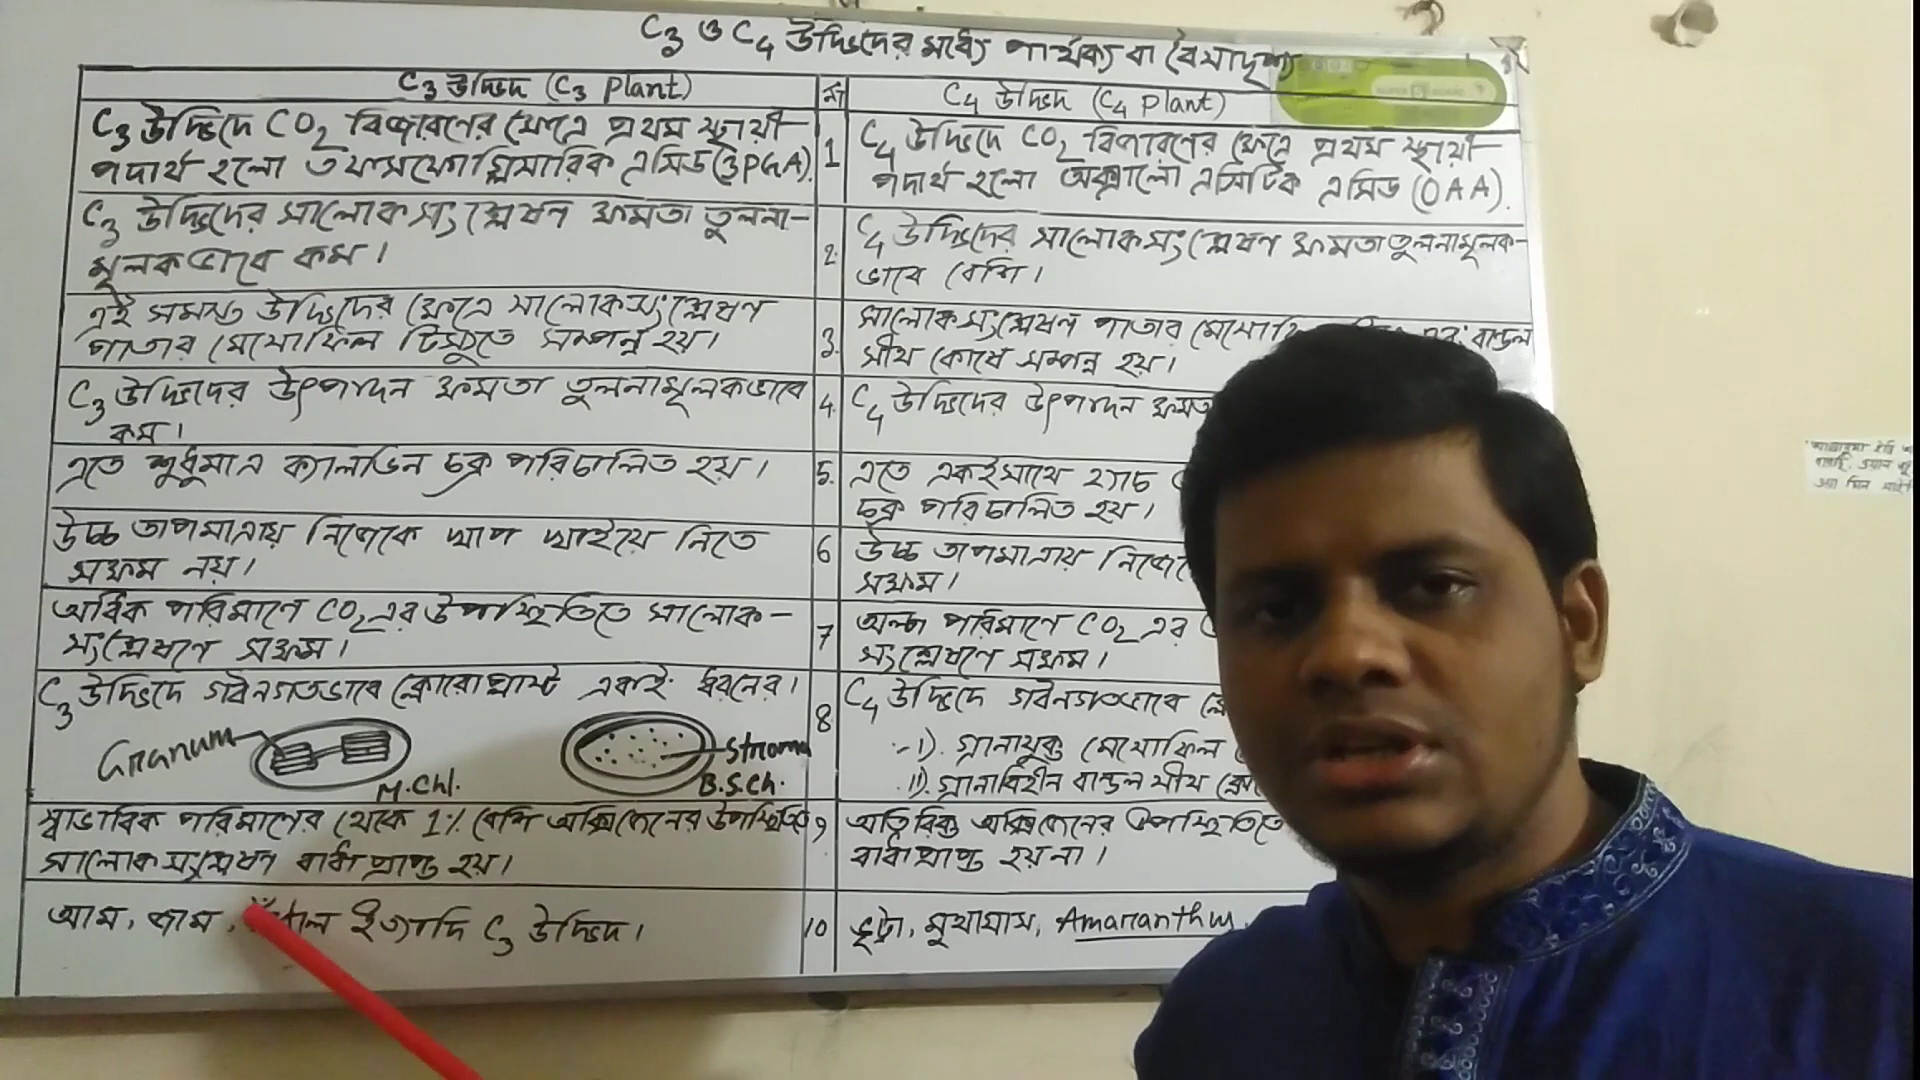 C3 ও C4 উদ্ভিদের মধ্যে পার্থক্য বা বৈসাদৃশ্য
C3 উদ্ভিদ (C3 Plant)
নং
C4 উদ্ভিদ (C4 Plant)
C3 উদ্ভিদে CO2 বিজারণের ক্ষেত্রে প্রথম স্থায়ী
পদার্থ হলো ৩ ফসফোগ্লিসারিক এসিড (3PGA).
1
C4 উদ্ভিদে CO2 বিজারণের ক্ষেত্রে প্রথম স্থায়ী
পদার্থ হলো অক্সালো এসিটিক এসিড (OAA).
C3 উদ্ভিদের সালোকসংশ্লেষণ ক্ষমতা তুলনা-
মূলকভাবে কম।
2.
C4 উদ্ভিদের সালোকসংশ্লেষণ ক্ষমতা তুলনামূলক-
ভাবে বেশি।
এই সমস্ত উদ্ভিদের ক্ষেত্রে সালোকসংশ্লেষণ
পাতার মেসোফিল টিস্যুতে সম্পন্ন হয়।
3.
সালোকসংশ্লেষণ পাতার বান্ডল
সীথ কোষে সম্পন্ন হয়।
C3 উদ্ভিদের উৎপাদন ক্ষমতা তুলনামূলকভাবে
কম।
4.
C4 উদ্ভিদের উৎপাদন
এতে শুধুমাত্র ক্যালভিন চক্র পরিচালিত হয়।
5.
এতে একইসাথে হ্যাচ
চক্র পরিচালিত হয়।
উচ্চ তাপমাত্রায় নিজেকে খাপ খাইয়ে নিতে
সক্ষম নয়।
6
উচ্চ তাপমাত্রায়
সক্ষম।
অধিক পরিমাণে CO2 এর উপস্থিতিতে সালোক-
সংশ্লেষণে সক্ষম।
7
অল্প পরিমাণে CO2 এর
সংশ্লেষণে সক্ষম।
C3 উদ্ভিদে গঠনগতভাবে ক্লোরোপ্লাস্ট একই ধরনের।
Granum
M.Chl.
Stroma
B.S.Ch.
8
C4 উদ্ভিদে গঠনগতভাবে
i). গ্রানাযুক্ত মেসোফিল
ii). গ্রানাবিহীন বান্ডল সীথ
স্বাভাবিক পরিমাণের থেকে 1% বেশি অক্সিজেনের উপস্থিতিতে
সালোকসংশ্লেষণ বাধাপ্রাপ্ত হয়।
9
অতিরিক্ত অক্সিজেনের উপস্থিতিতে
বাধাপ্রাপ্ত হয় না।
আম, জাম, ইত্যাদি C3 উদ্ভিদ।
10
ভূট্টা, মুথাঘাস, Amaranthus